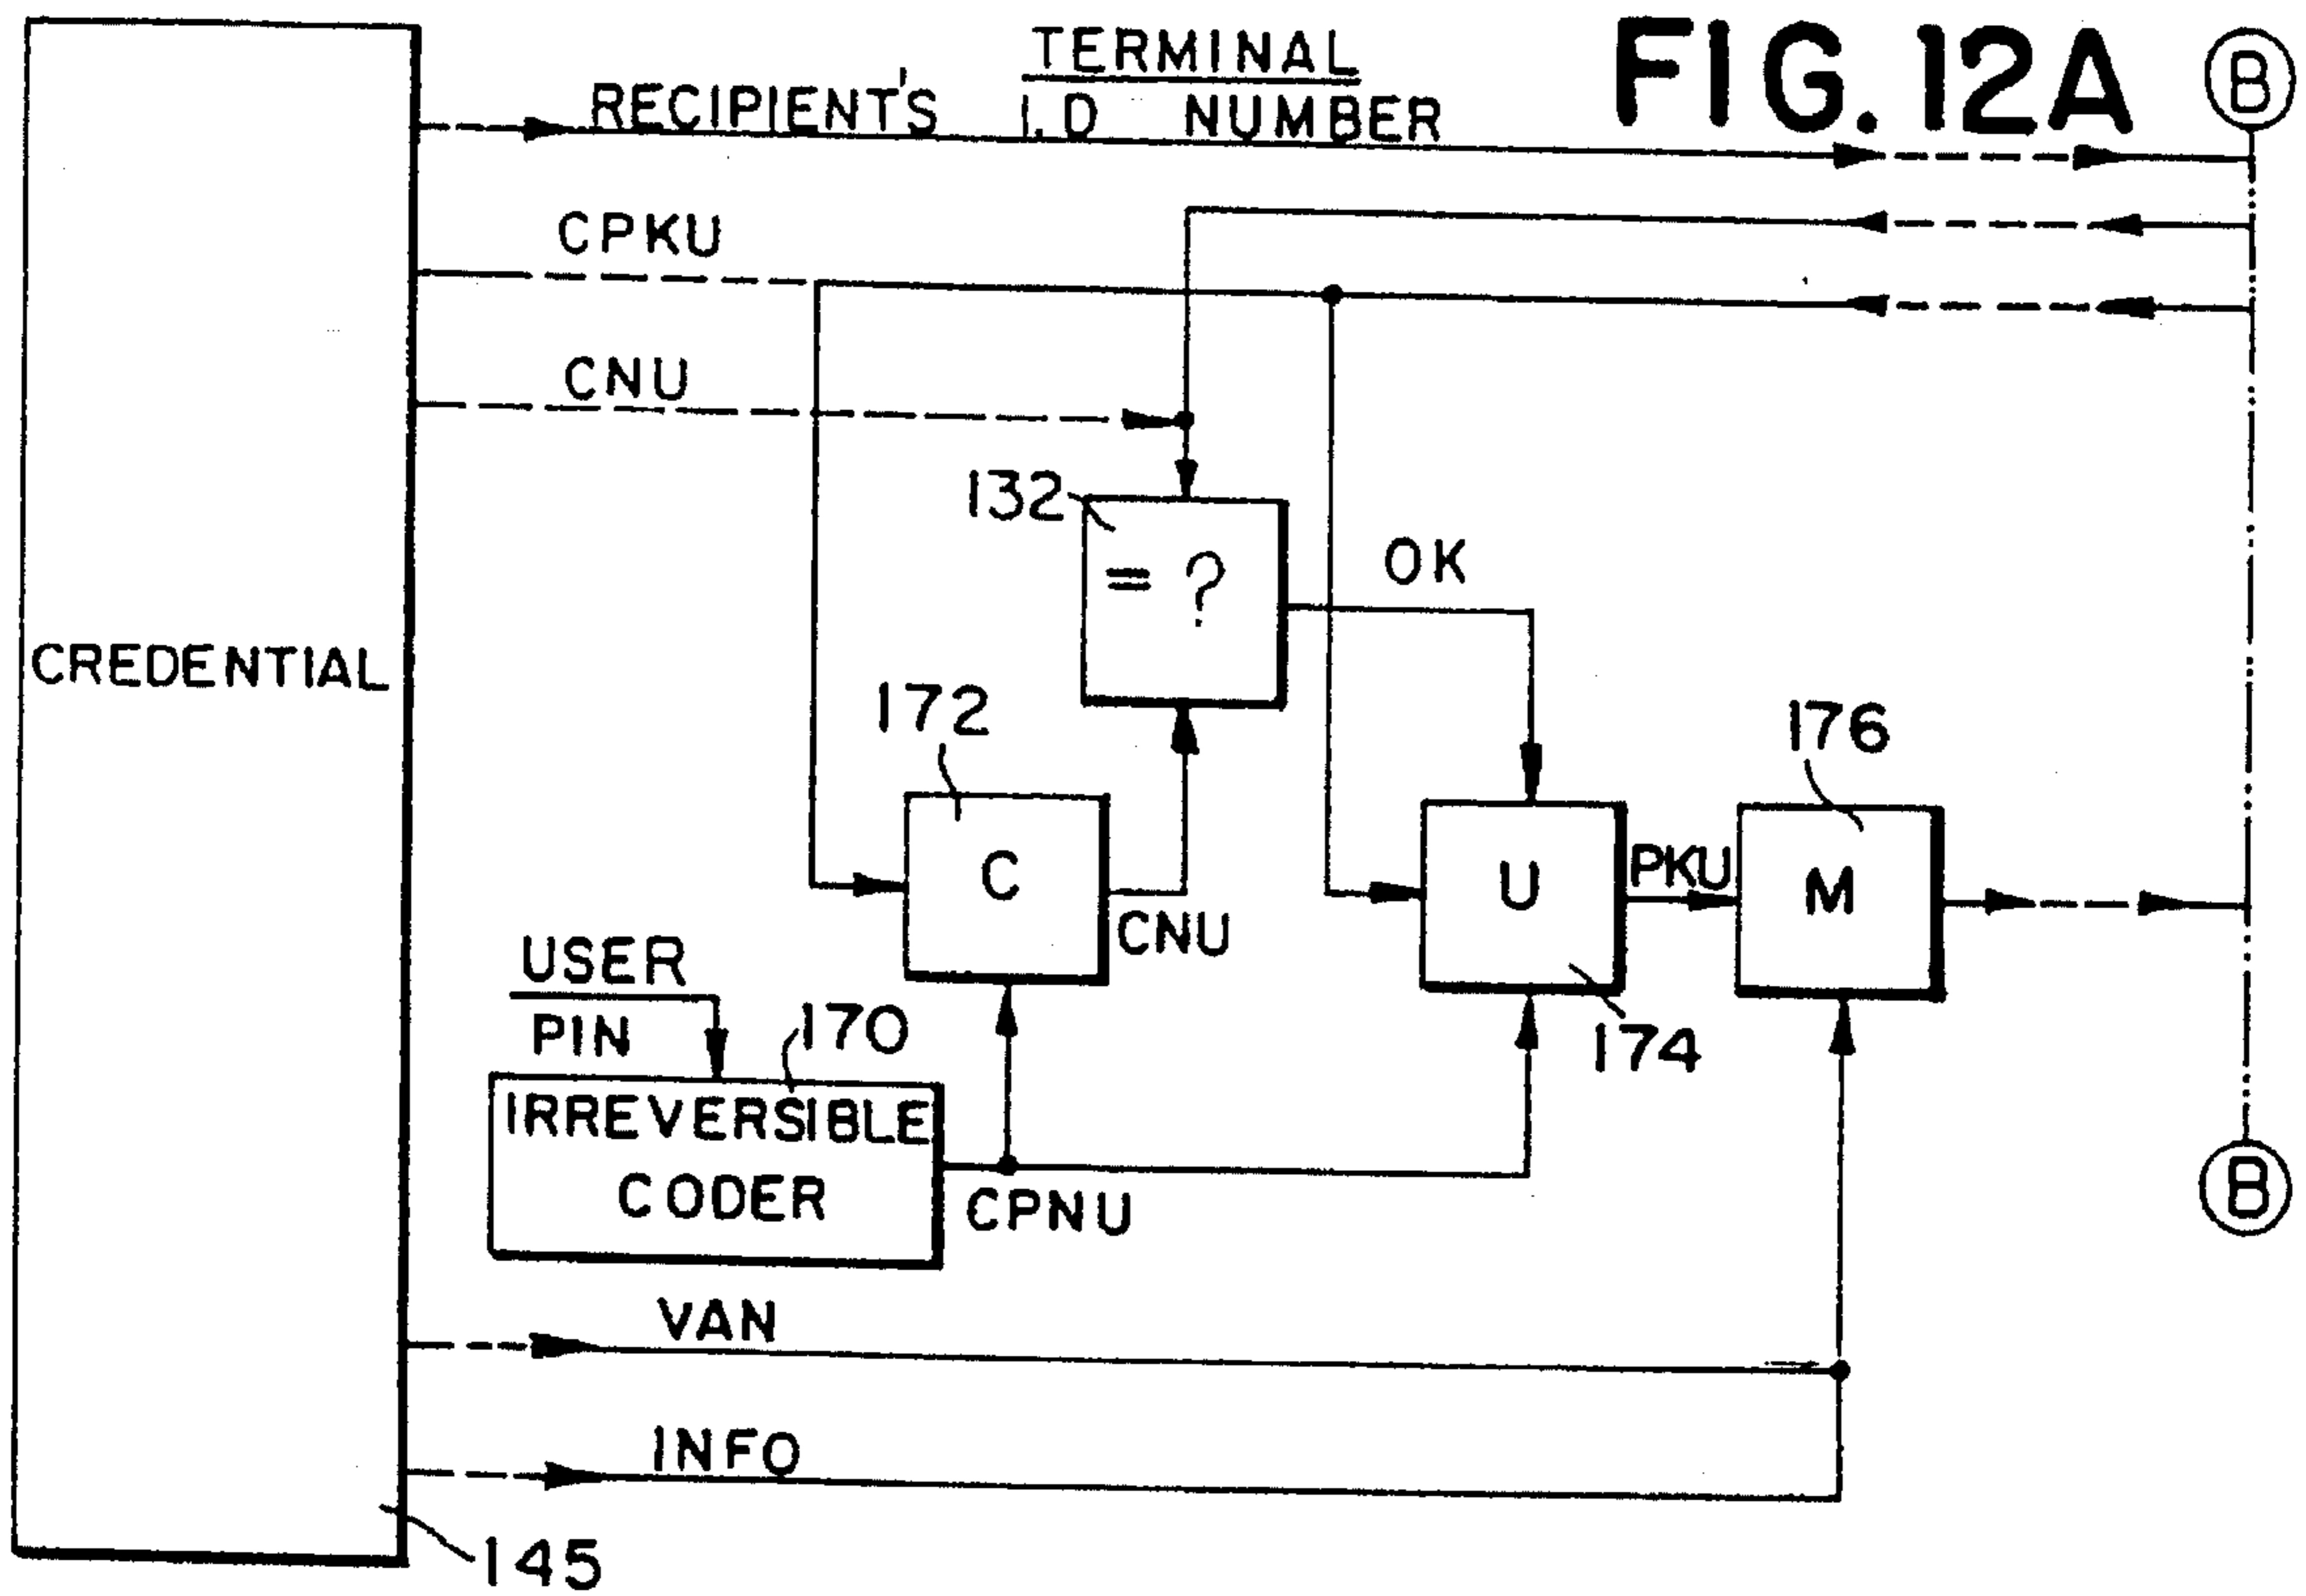 TERMINAL
FIG. 12A
B
RECIPIENT'S I.D NUMBER
CPKU
CNU
132
= ?
OK
CREDENTIAL
172
176
C
CNU
U
PKU
M
USER
PIN
170
174
IRREVERSIBLE
CODER
CPNU
B
VAN
INFO
145